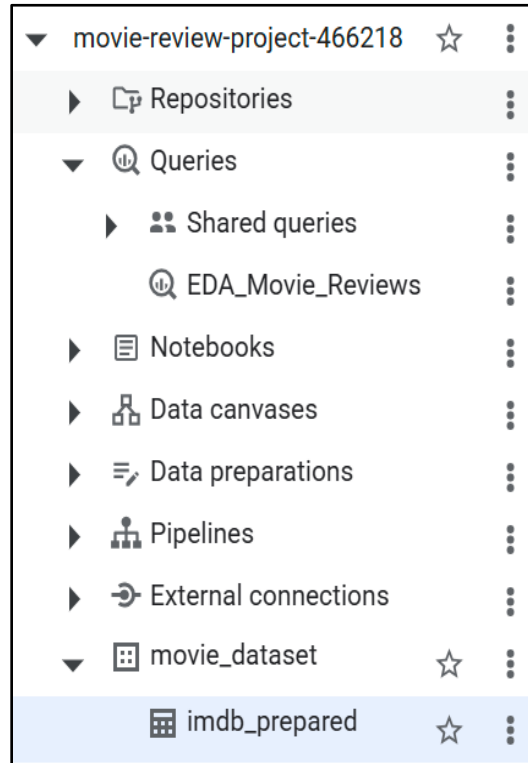 movie-review-project-466218
Repositories
Queries
Shared queries
EDA_Movie_Reviews
Notebooks
Data canvases
Data preparations
Pipelines
External connections
movie_dataset
imdb_prepared